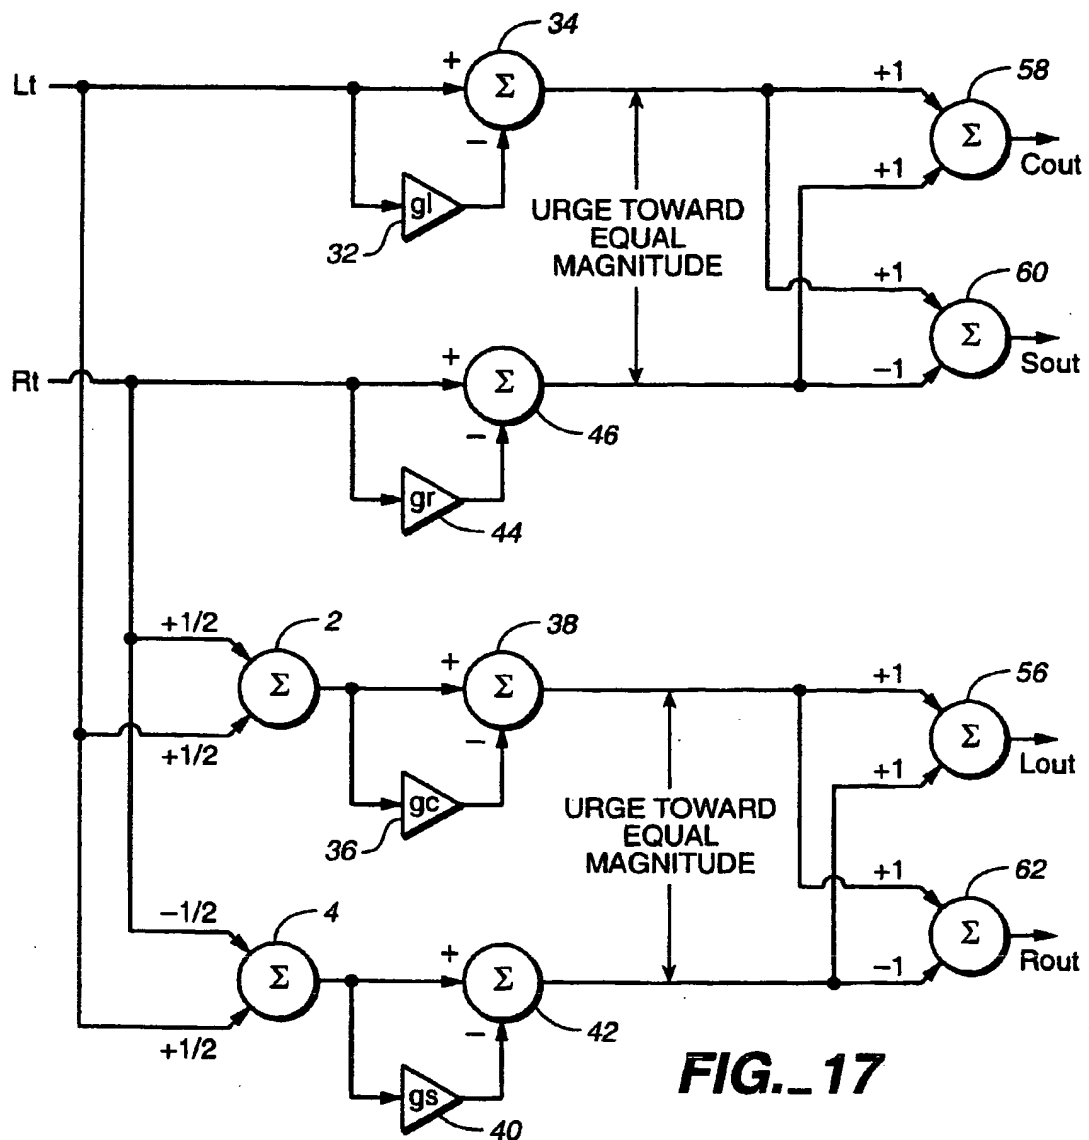 34
Lt
+
Σ
+1
58
Σ
Cout
−
gl
32
+1
URGE TOWARD
EQUAL
MAGNITUDE
+1
60
Σ
Sout
Rt
+
Σ
−1
46
−
gr
44
+1/2
2
38
Σ
+
Σ
+1
56
Σ
Lout
+1/2
−
+1
gc
36
URGE TOWARD
EQUAL
MAGNITUDE
+1
62
−1/2
4
Σ
+
Σ
Σ
Rout
−1
42
−
+1/2
gs
40
FIG._17